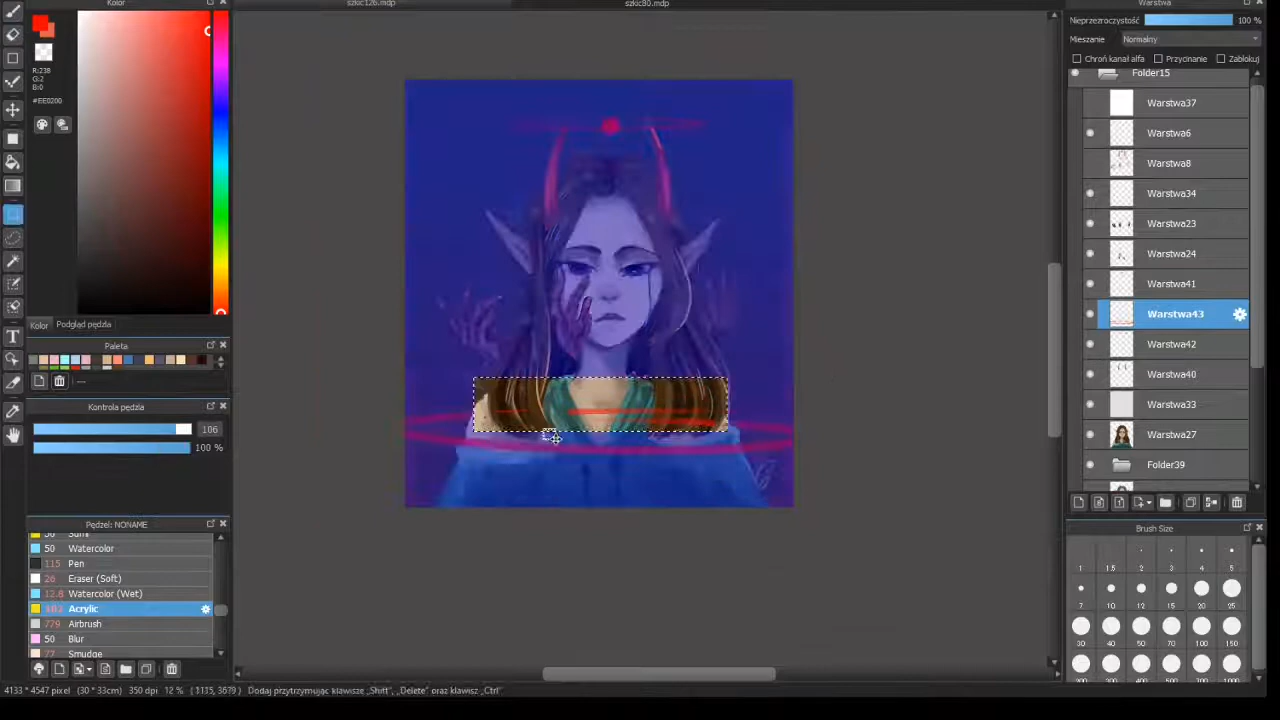 Kolor
szkic126.mdp
szkic80.mdp
Warstwa
R:238
G:2
B:0
#EE0200
Kolor
Podgląd pędzla
Paleta
---
Kontrola pędzla
106
100 %
Pędzel: NONAME
50 Sumi
50 Watercolor
115 Pen
26 Eraser (Soft)
12.8 Watercolor (Wet)
Acrylic
779 Airbrush
50 Blur
77 Smudge
Nieprzezroczystość 100 %
Mieszanie Normalny
Chroń kanał alfa Przycinanie Zablokuj
Folder15
Warstwa37
Warstwa6
Warstwa8
Warstwa34
Warstwa23
Warstwa24
Warstwa41
Warstwa43
Warstwa42
Warstwa40
Warstwa33
Warstwa27
Folder39
Brush Size
1 1.5 2 3 4 5
7 10 12 15 20 25
30 40 50 70 100 150
200
4133 * 4547 pixel (30 * 33cm) 350 dpi 12 % ( 1115, 3679 ) Dodaj przytrzymując klawisze „Shift”, „Delete” oraz klawisz „Ctrl”